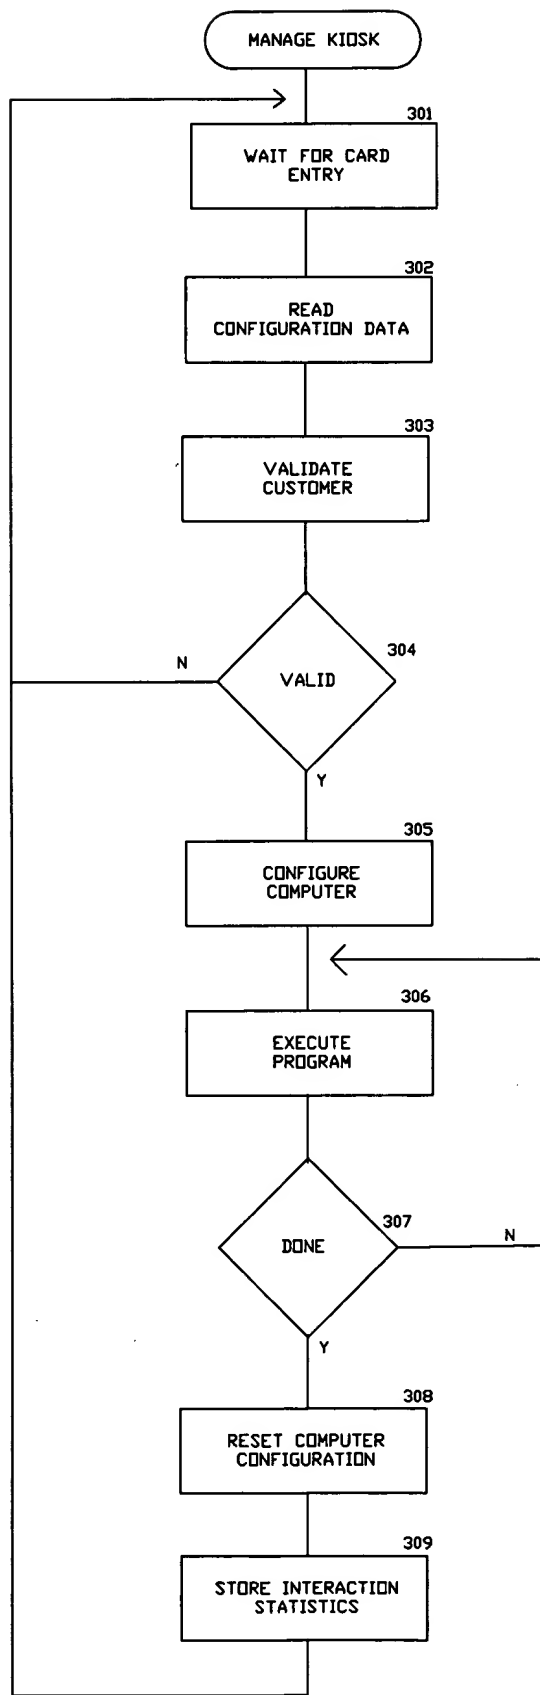 MANAGE KIOSK
301
WAIT FOR CARD
ENTRY
302
READ
CONFIGURATION DATA
303
VALIDATE
CUSTOMER
304
N
VALID
Y
305
CONFIGURE
COMPUTER
306
EXECUTE
PROGRAM
307
DONE
N
Y
308
RESET COMPUTER
CONFIGURATION
309
STORE INTERACTION
STATISTICS